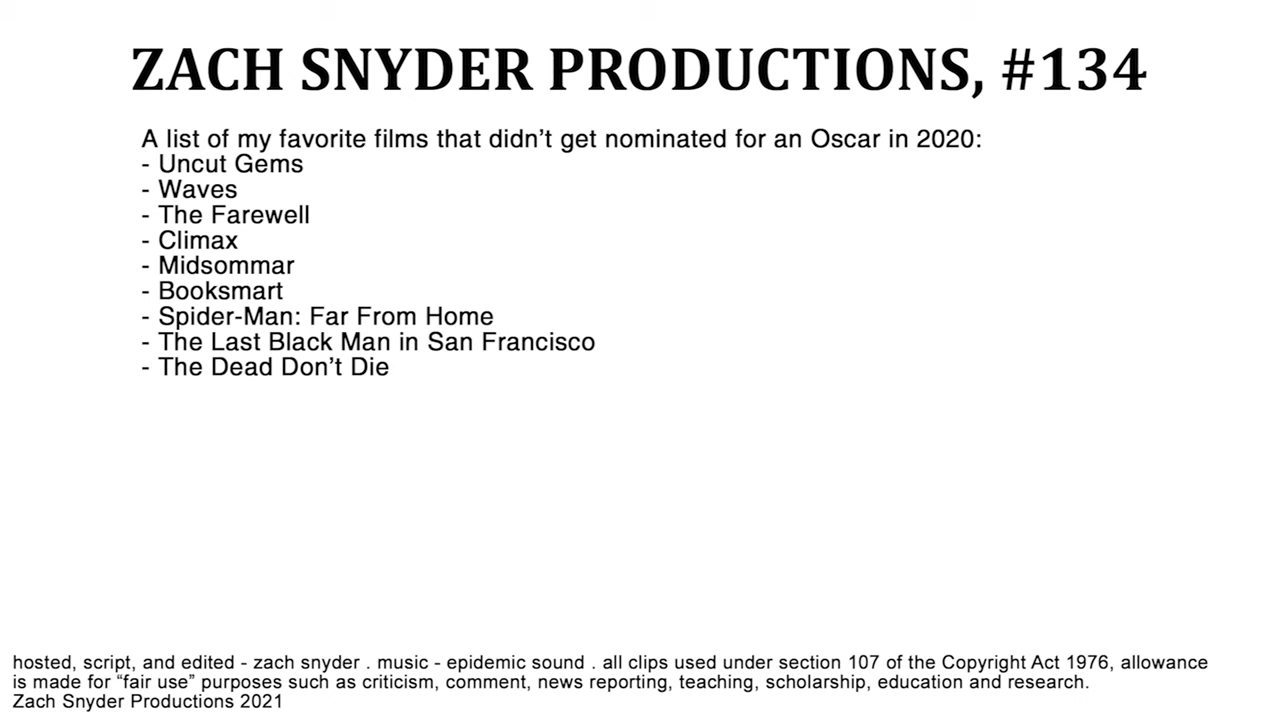 ZACH SNYDER PRODUCTIONS, #134
A list of my favorite films that didn’t get nominated for an Oscar in 2020:
- Uncut Gems
- Waves
- The Farewell
- Climax
- Midsommar
- Booksmart
- Spider-Man: Far From Home
- The Last Black Man in San Francisco
- The Dead Don’t Die
hosted, script, and edited - zach snyder . music - epidemic sound . all clips used under section 107 of the Copyright Act 1976, allowance
is made for “fair use” purposes such as criticism, comment, news reporting, teaching, scholarship, education and research.
Zach Snyder Productions 2021